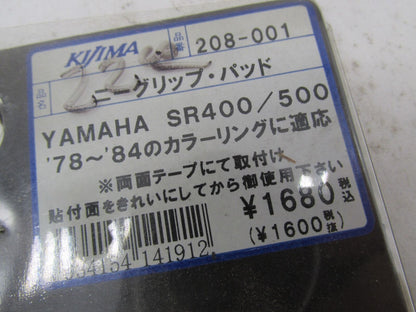 KIJIMA 品番 208-001
品名 ニーグリップ・パッド
YAMAHA SR400/500
'78~'84のカラーリングに適応
※両面テープにて取付け
貼付面をきれいにしてから御使用下さい
¥1680 税込
(¥1600 税抜)
934154 141912